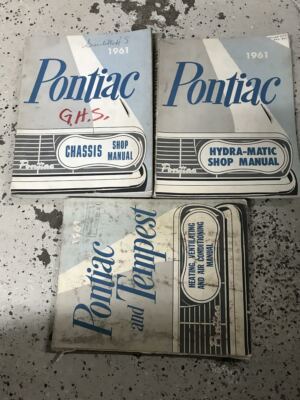 1961
Pontiac
G.H.S.
CHASSIS SHOP
MANUAL
Pontiac
1961
Pontiac
HYDRA-MATIC
SHOP MANUAL
Pontiac
1961
Pontiac
and Tempest
HEATING, VENTILATING
AND AIR CONDITIONING
MANUAL
Pontiac